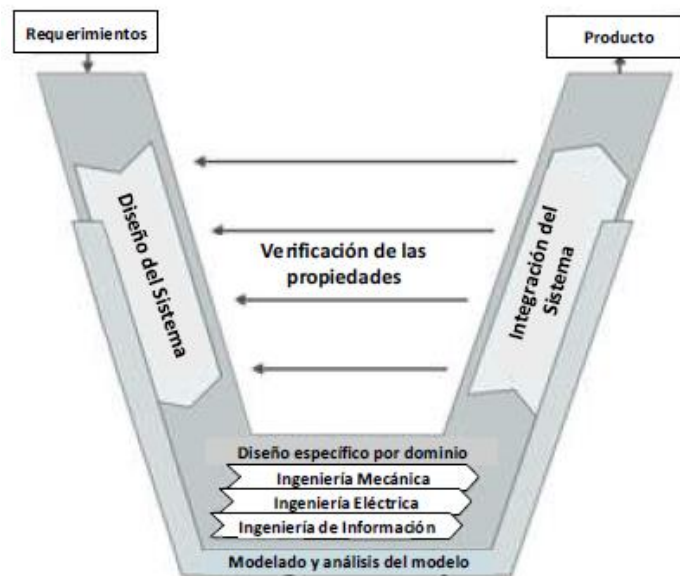 Requerimientos
Producto
Diseño del Sistema
Verificación de las
propiedades
Integración del
Sistema
Diseño específico por dominio
Ingeniería Mecánica
Ingeniería Eléctrica
Ingeniería de Información
Modelado y análisis del modelo